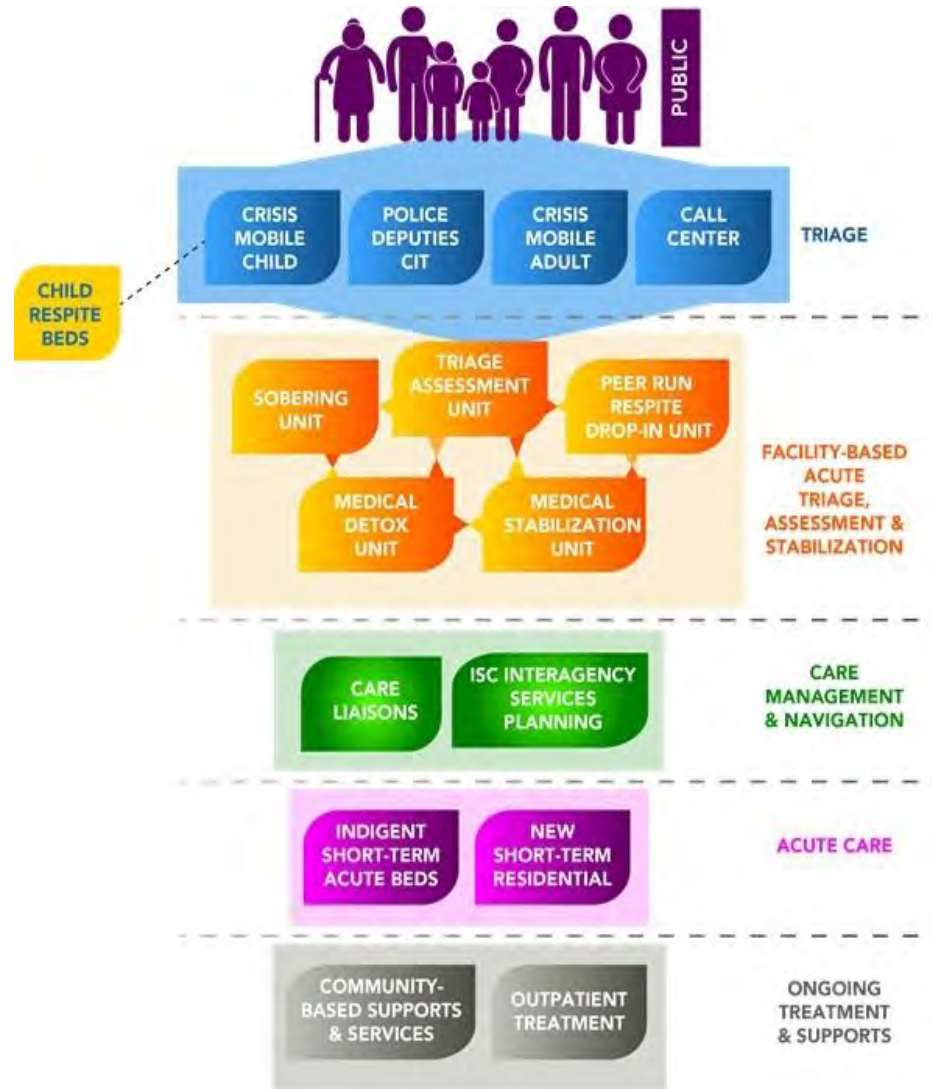 PUBLIC
CRISIS
MOBILE
CHILD
POLICE
DEPUTIES
CIT
CRISIS
MOBILE
ADULT
CALL
CENTER
TRIAGE
CHILD
RESPITE
BEDS
SOBERING
UNIT
TRIAGE
ASSESSMENT
UNIT
PEER RUN
RESPITE
DROP-IN UNIT
MEDICAL
DETOX
UNIT
MEDICAL
STABILIZATION
UNIT
FACILITY-BASED
ACUTE
TRIAGE,
ASSESSMENT &
STABILIZATION
CARE
LIAISONS
ISC INTERAGENCY
SERVICES
PLANNING
CARE
MANAGEMENT
& NAVIGATION
INDIGENT
SHORT-TERM
ACUTE BEDS
NEW
SHORT-TERM
RESIDENTIAL
ACUTE CARE
COMMUNITY-
BASED SUPPORTS
& SERVICES
OUTPATIENT
TREATMENT
ONGOING
TREATMENT
& SUPPORTS